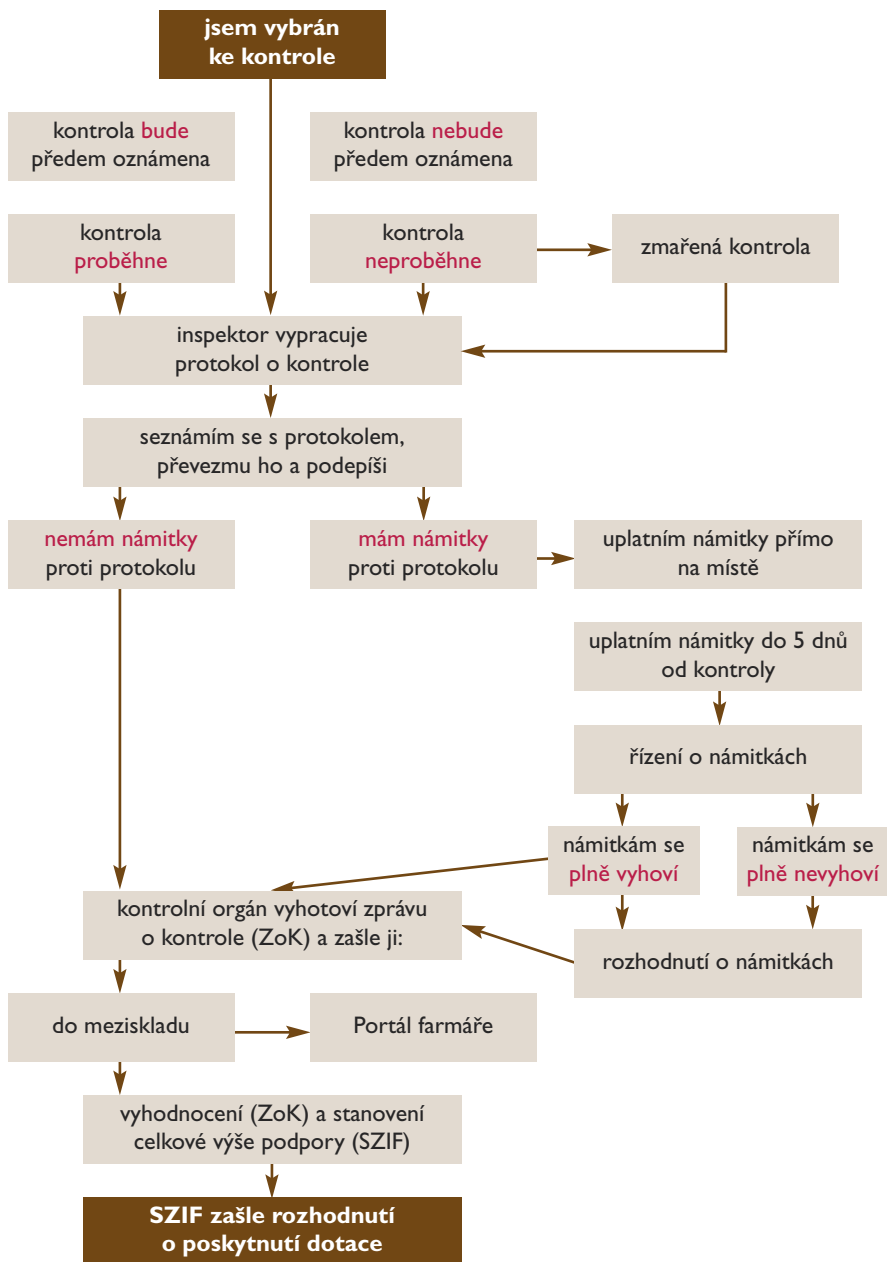 jsem vybrán
ke kontrole
kontrola bude
předem oznámena
kontrola nebude
předem oznámena
kontrola
proběhne
kontrola
neproběhne
zmařená kontrola
inspektor vypracuje
protokol o kontrole
seznámím se s protokolem,
převezmu ho a podepíši
nemám námitky
proti protokolu
mám námitky
proti protokolu
uplatním námitky přímo
na místě
uplatním námitky do 5 dnů
od kontroly
řízení o námitkách
námitkám se
plně vyhoví
námitkám se
plně nevyhoví
kontrolní orgán vyhotoví zprávu
o kontrole (ZoK) a zašle ji:
rozhodnutí o námitkách
do meziskladu
Portál farmáře
vyhodnocení (ZoK) a stanovení
celkové výše podpory (SZIF)
SZIF zašle rozhodnutí
o poskytnutí dotace